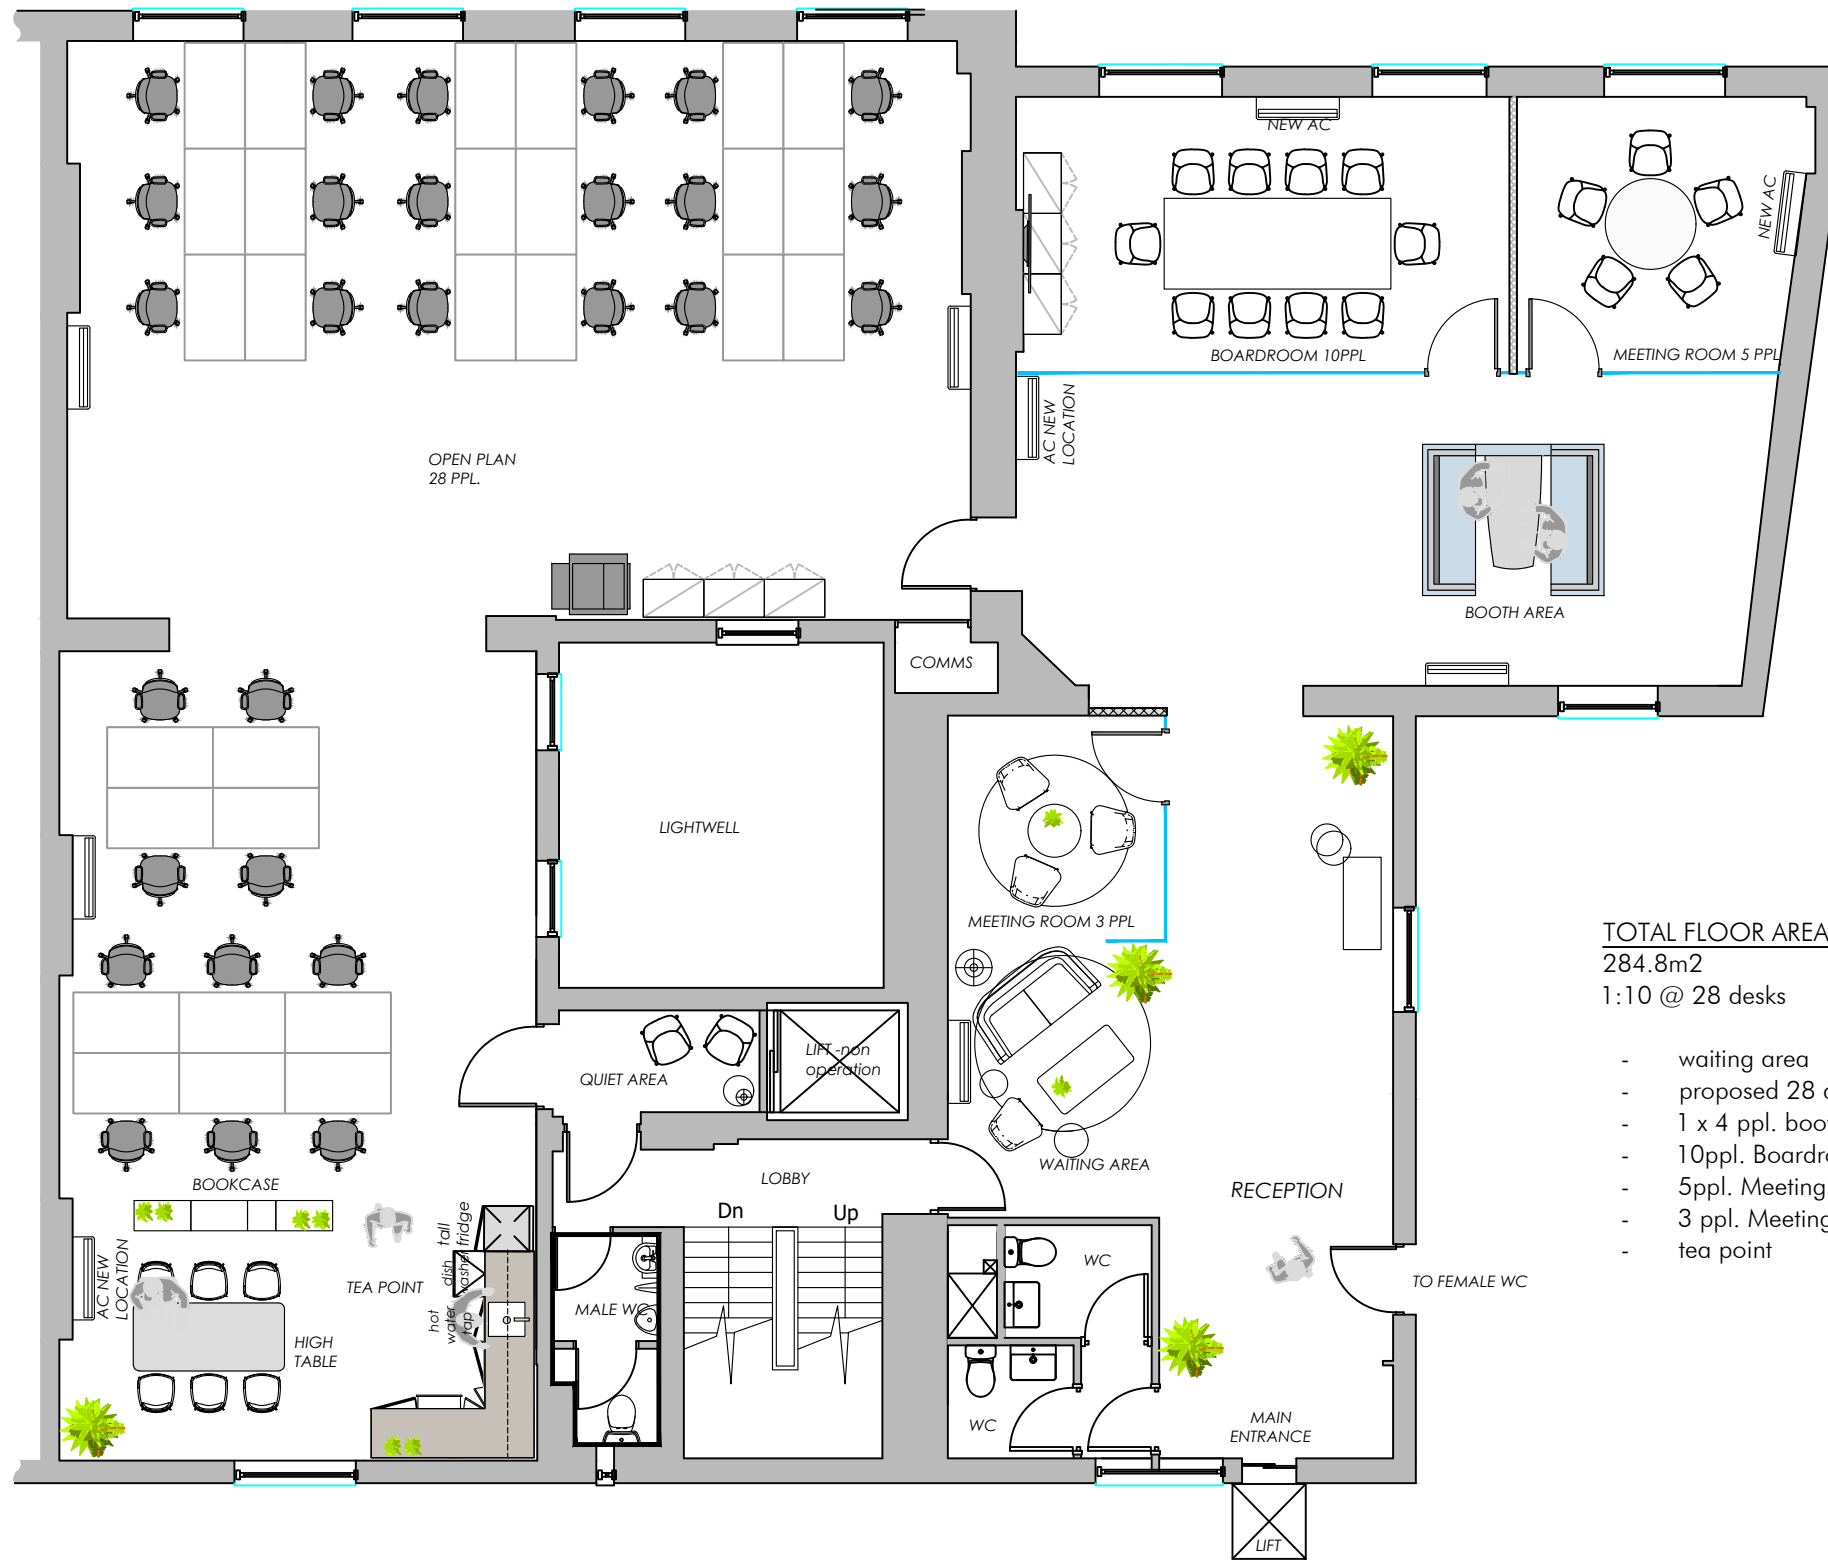 NEW AC
NEW AC
BOARDROOM 10PPL
MEETING ROOM 5 PPL
AC NEW
LOCATION
OPEN PLAN
28 PPL.
BOOTH AREA
COMMS
LIGHTWELL
MEETING ROOM 3 PPL
TOTAL FLOOR AREA
284.8m2
1:10 @ 28 desks
- waiting area
- proposed 28
- 1 x 4 ppl.
- 10ppl.
- 5ppl. Meeting
- 3 ppl. Meeting
- tea point
LIFT -non
operation
QUIET AREA
WAITING AREA
LOBBY
BOOKCASE
RECEPTION
Dn
Up
tall
fridge
dish
washer
hot
water
tap
AC NEW
LOCATION
TEA POINT
WC
TO FEMALE WC
MALE WC
HIGH
TABLE
WC
MAIN
ENTRANCE
LIFT